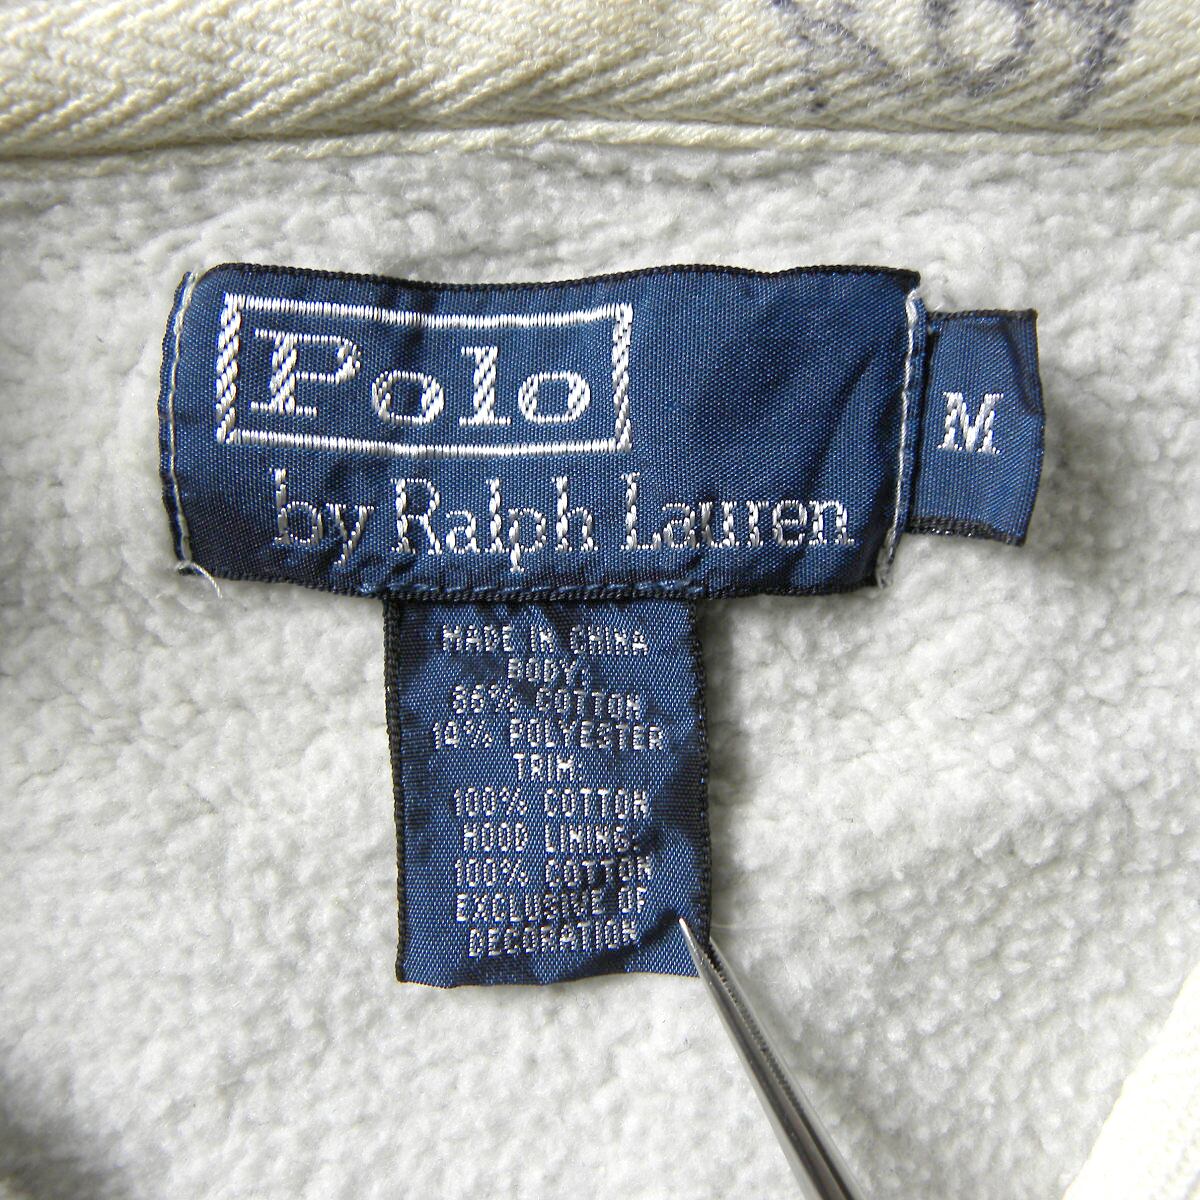 Polo
by Ralph Lauren
M
MADE IN CHINA
BODY:
86% COTTON
14% POLYESTER
TRIM:
100% COTTON
HOOD LINING:
100% COTTON
EXCLUSIVE OF
DECORATION